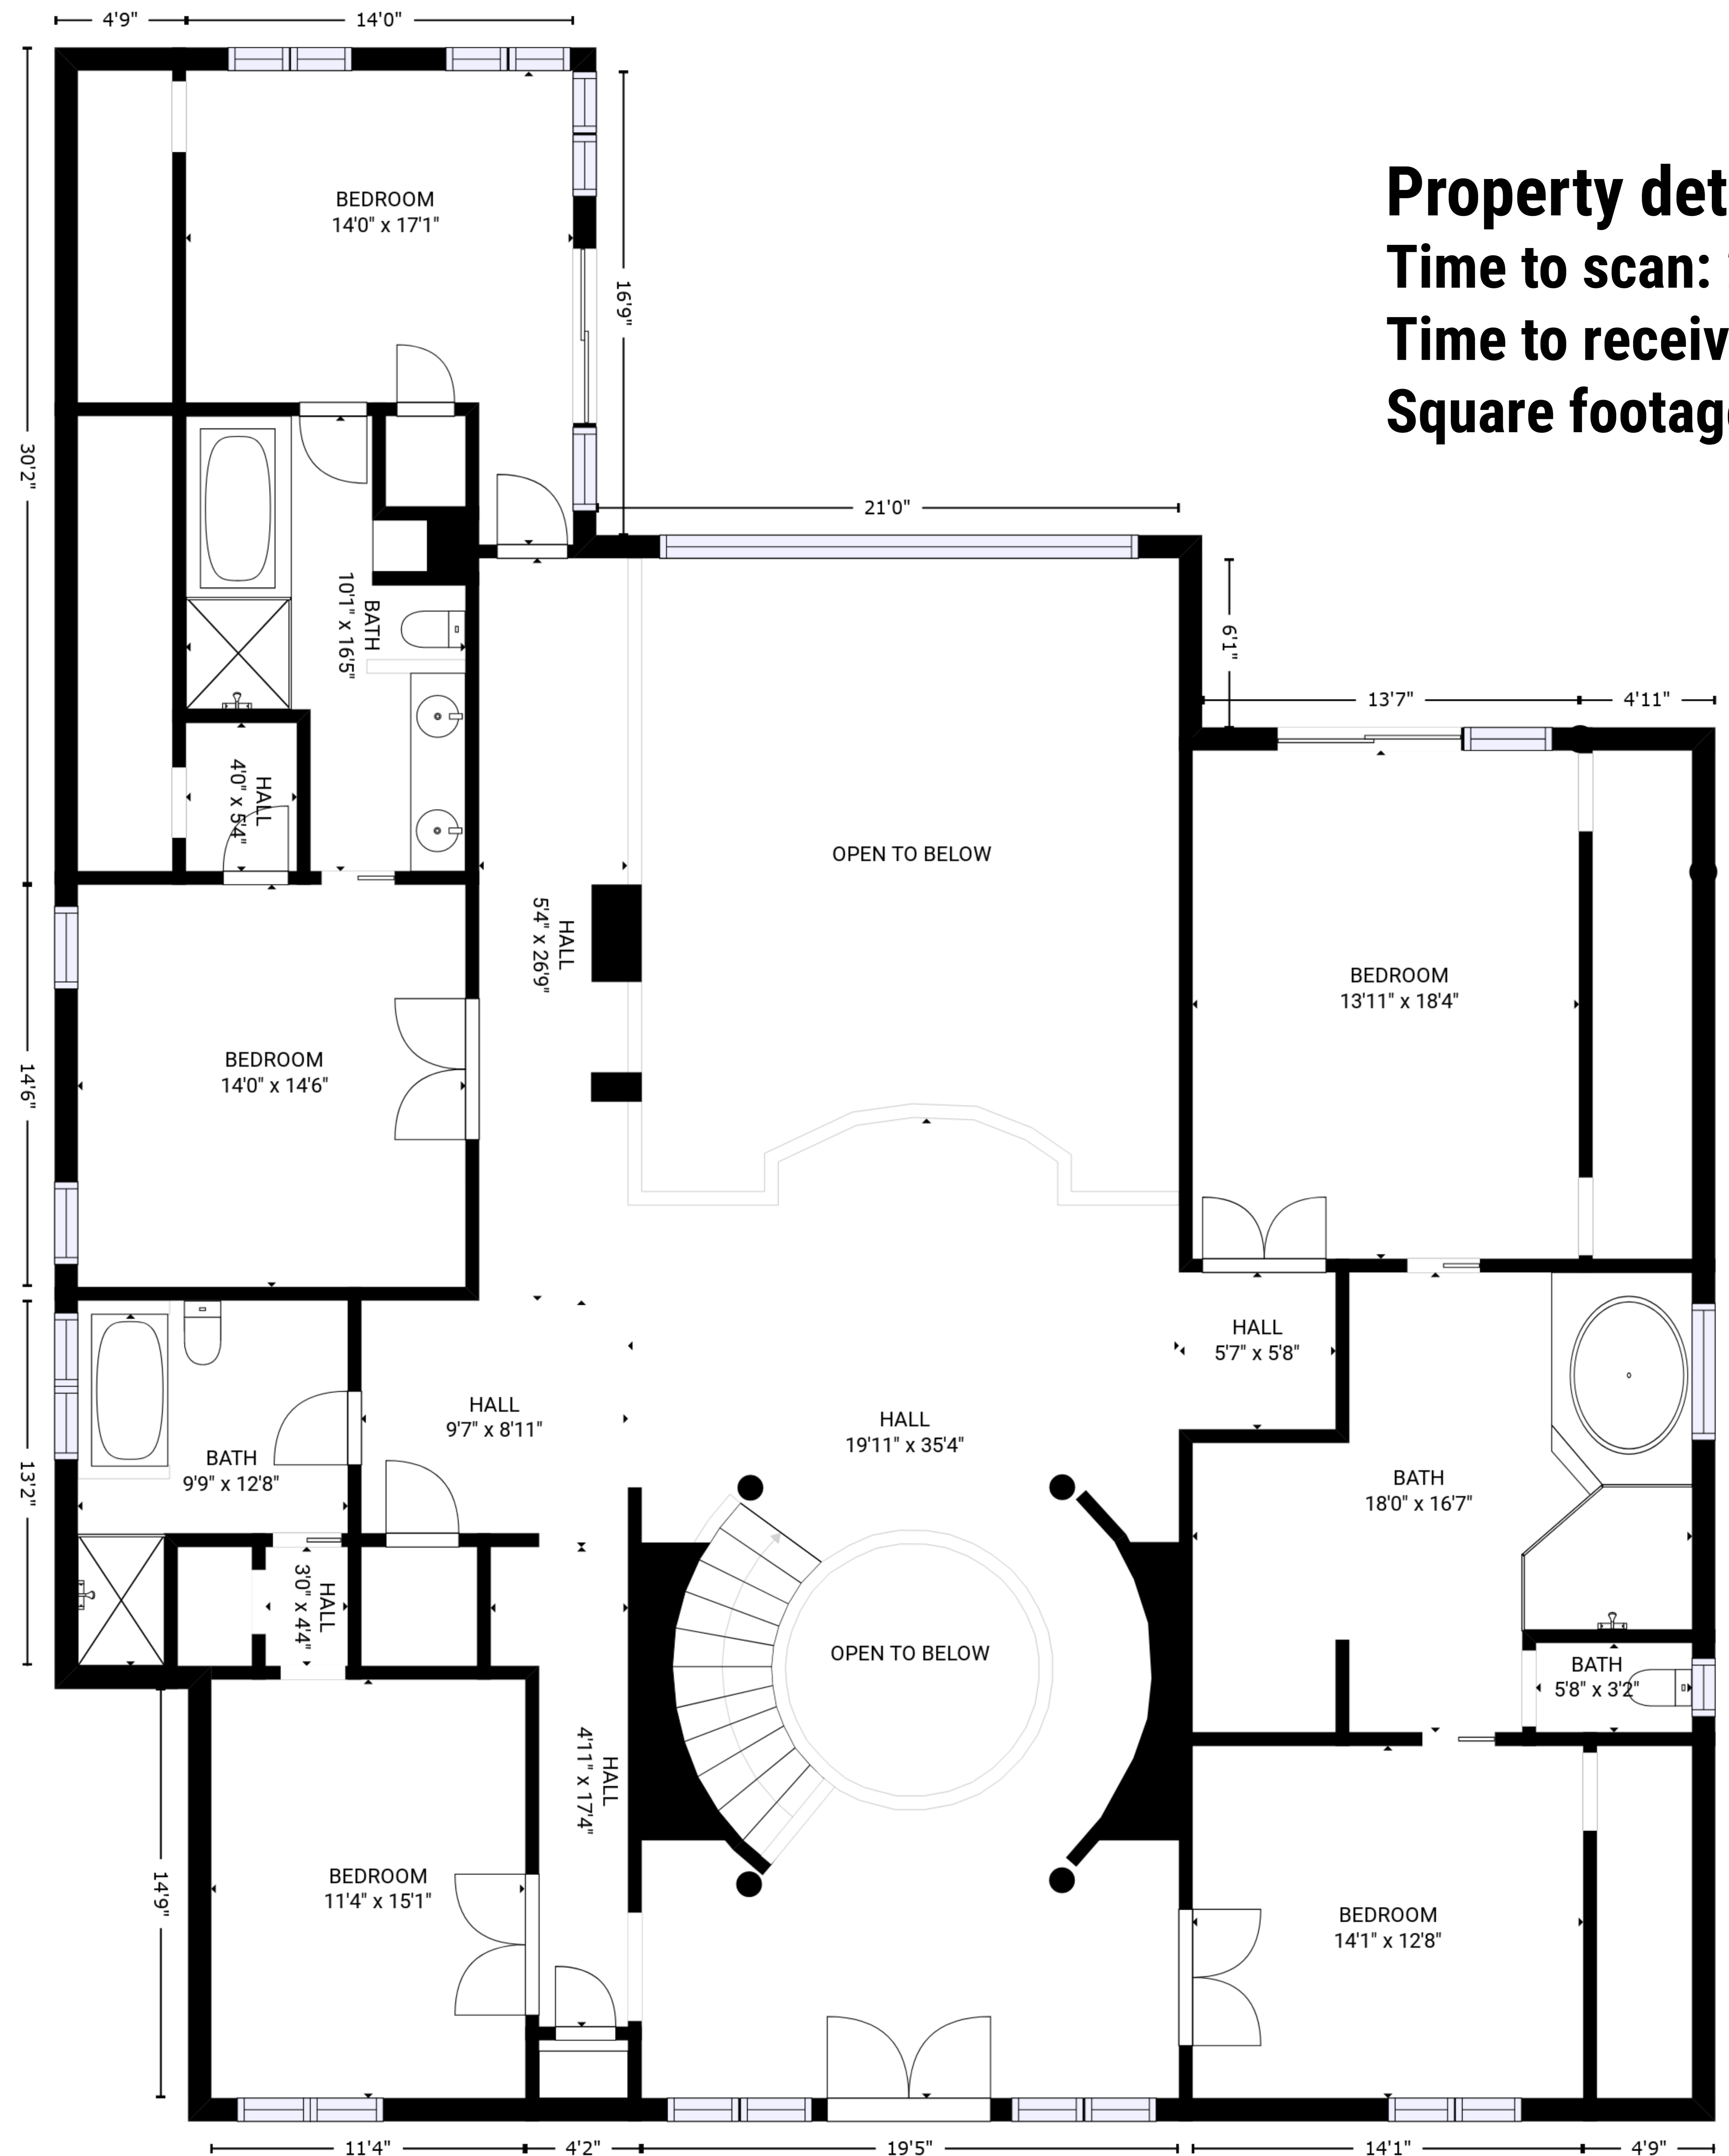 4'9"
14'0"
Property det
Time to scan:
Time to receiv
Square footag
BEDROOM
14'0" x 17'1"
16'9"
30'2"
21'0"
BATH
10'1" x 16'5"
6'1"
13'7"
4'11"
HALL
4'0" x 5'4"
OPEN TO BELOW
HALL
5'4" x 26'9"
BEDROOM
13'11" x 18'4"
BEDROOM
14'0" x 14'6"
14'6"
HALL
5'7" x 5'8"
HALL
9'7" x 8'11"
HALL
19'11" x 35'4"
BATH
9'9" x 12'8"
13'2"
BATH
18'0" x 16'7"
HALL
3'0" x 4'4"
OPEN TO BELOW
BATH
5'8" x 3'2"
HALL
4'11" x 17'4"
BEDROOM
11'4" x 15'1"
14'9"
BEDROOM
14'1" x 12'8"
11'4"
4'2"
19'5"
14'1"
4'9"